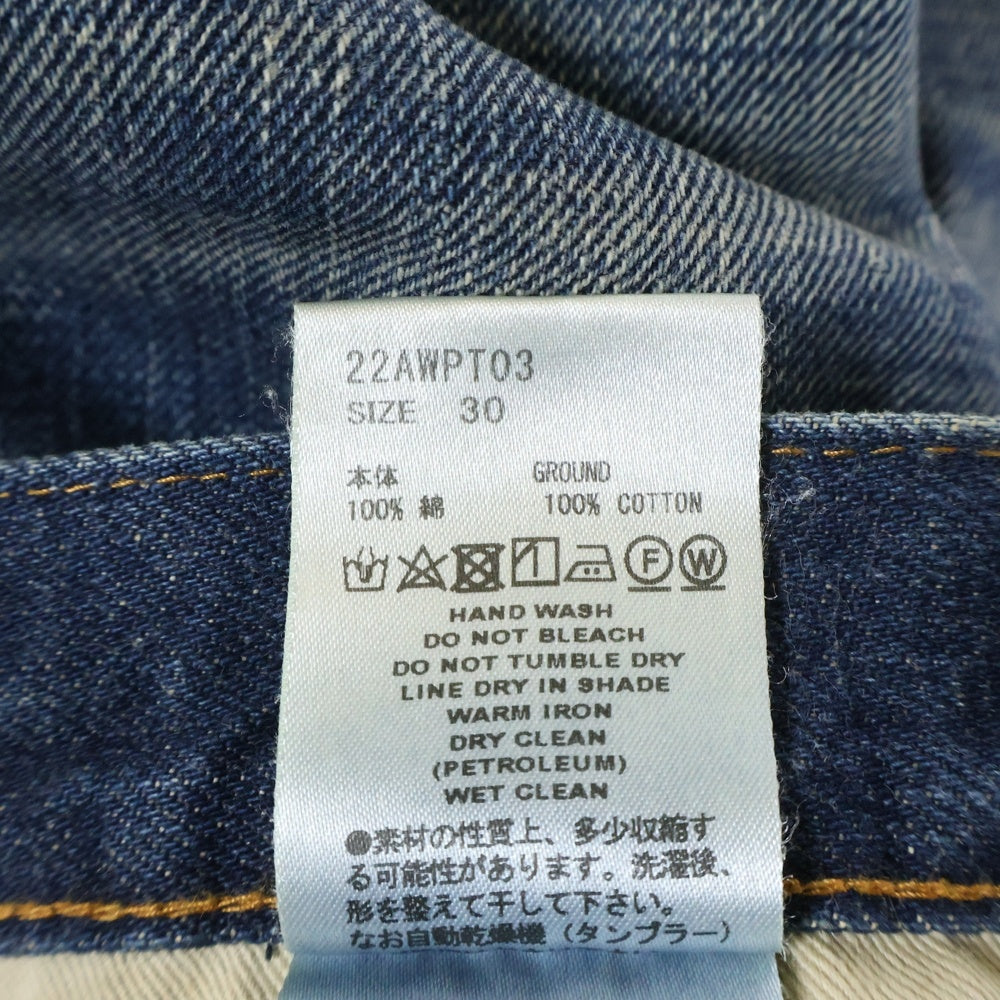 22AWPT03
SIZE 30
本体 GROUND
100% 綿 100% COTTON
F W
HAND WASH
DO NOT BLEACH
DO NOT TUMBLE DRY
LINE DRY IN SHADE
WARM IRON
DRY CLEAN
(PETROLEUM)
WET CLEAN
●素材の性質上、多少収縮す
る可能性があります。洗濯後、
形を整えて干して下さい。
なお自動乾燥機（タンブラー）